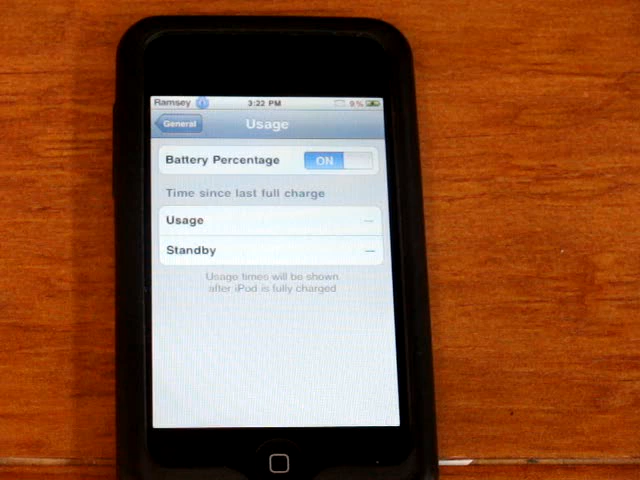 Ramsey 3:22 PM 9%
General Usage
Battery Percentage ON
Time since last full charge
Usage —
Standby —
Usage times will be shown
after iPod is fully charged